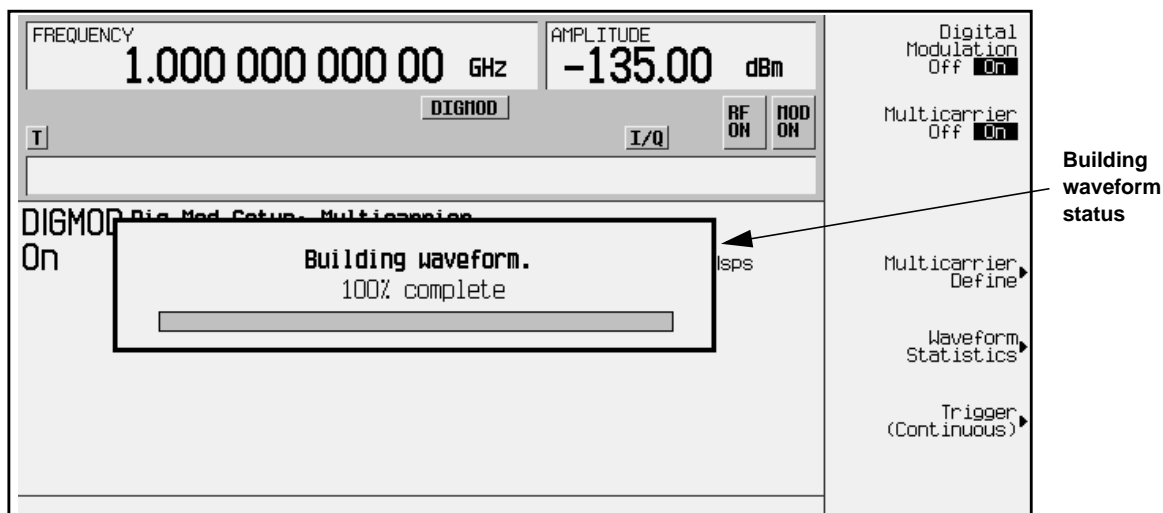 FREQUENCY
1.000 000 000 00 GHz
AMPLITUDE
-135.00 dBm
DIGMOD
T
I/Q
RF ON
MOD ON
DIGMOD
On
Building waveform.
100% complete
Digital
Modulation
Off On
Multicarrier
Off On
Multicarrier
Define
Waveform
Statistics
Trigger
(Continuous)
Building
waveform
status